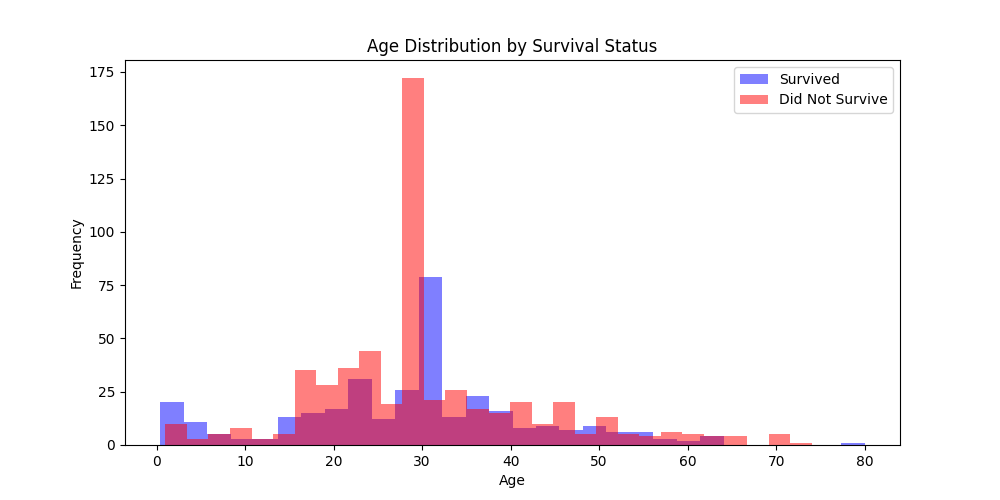 Age Distribution by Survival Status
Survived
Did Not Survive
175
150
125
100
75
50
25
0
Frequency
0 10 20 30 40 50 60 70 80
Age